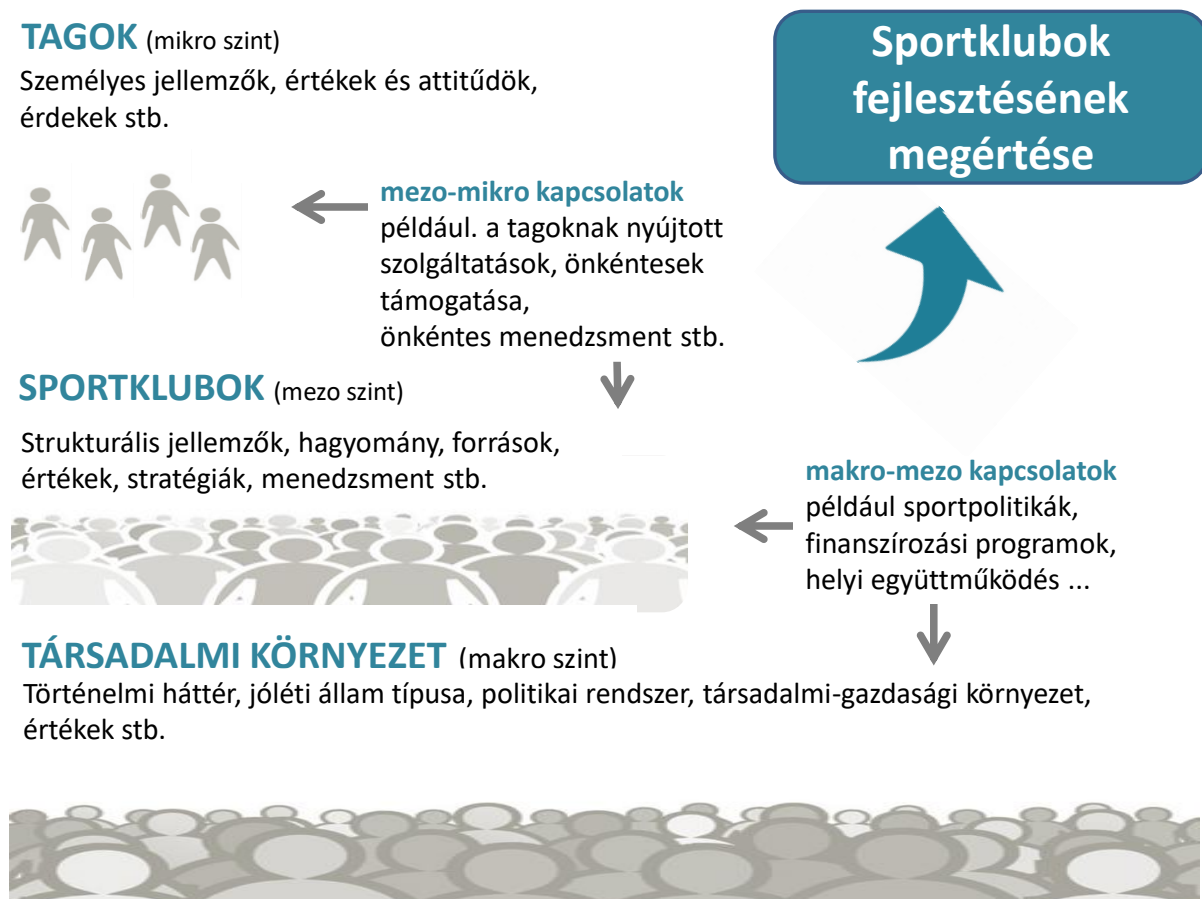 TAGOK (mikro szint)
Személyes jellemzők, értékek és attitűdök,
érdekek stb.
Sportklubok
fejlesztésének
megértése
mezo-mikro kapcsolatok
például. a tagoknak nyújtott
szolgáltatások, önkéntesek
támogatása,
önkéntes menedzsment stb.
SPORTKLUBOK (mezo szint)
Strukturális jellemzők, hagyomány, források,
értékek, stratégiák, menedzsment stb.
makro-mezo kapcsolatok
például sportpolitikák,
finanszírozási programok,
helyi együttműködés ...
TÁRSADALMI KÖRNYEZET (makro szint)
Történelmi háttér, jóléti állam típusa, politikai rendszer, társadalmi-gazdasági környezet,
értékek stb.